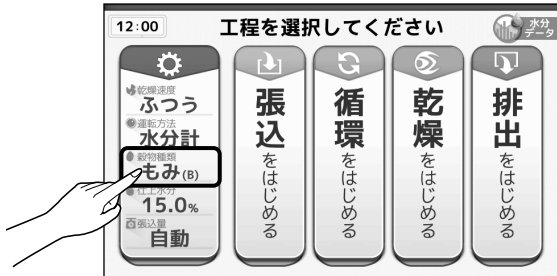 12:00
工程を選択してください
水分
データ
乾燥速度
ふつう
運転方法
水分計
穀物種類
もみ(B)
仕上水分
15.0%
張込量
自動
張込をはじめる
循環をはじめる
乾燥をはじめる
排出をはじめる